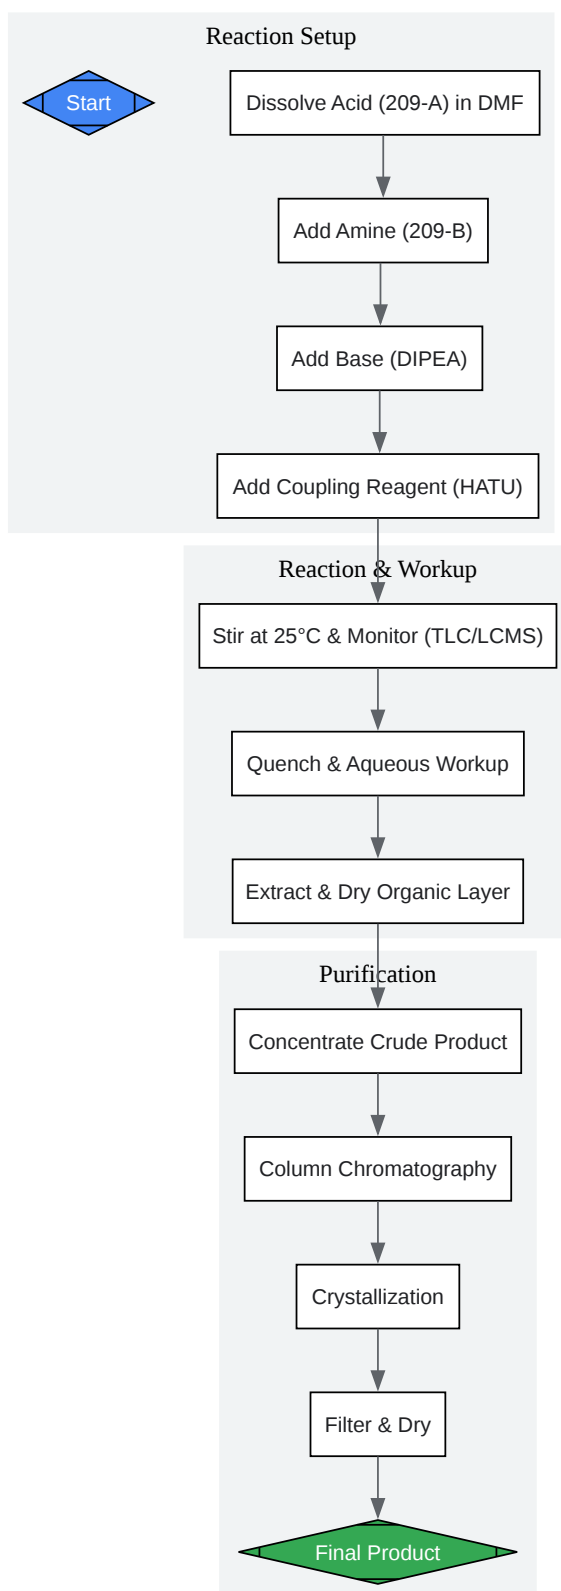 Reaction Setup
Start
Dissolve Acid (209-A) in DMF
Add Amine (209-B)
Add Base (DIPEA)
Add Coupling Reagent (HATU)
Reaction & Workup
Stir at 25°C & Monitor (TLC/LCMS)
Quench & Aqueous Workup
Extract & Dry Organic Layer
Purification
Concentrate Crude Product
Column Chromatography
Crystallization
Filter & Dry
Final Product